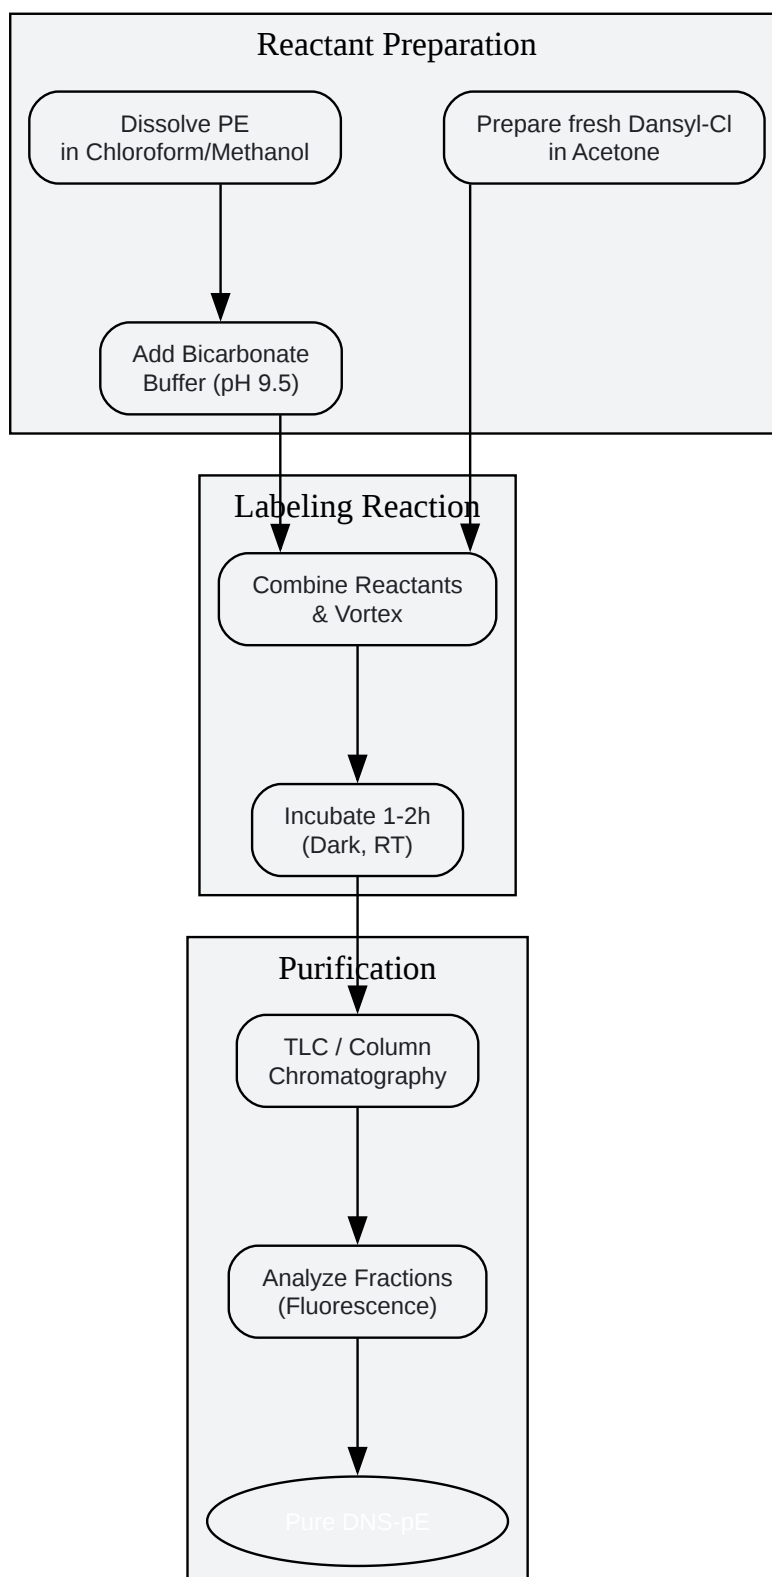 Reactant Preparation
Dissolve PE
in Chloroform/Methanol
Prepare fresh Dansyl-Cl
in Acetone
Add Bicarbonate
Buffer (pH 9.5)
Labeling Reaction
Combine Reactants
& Vortex
Incubate 1-2h
(Dark, RT)
Purification
TLC / Column
Chromatography
Analyze Fractions
(Fluorescence)
Pure DNS-pE